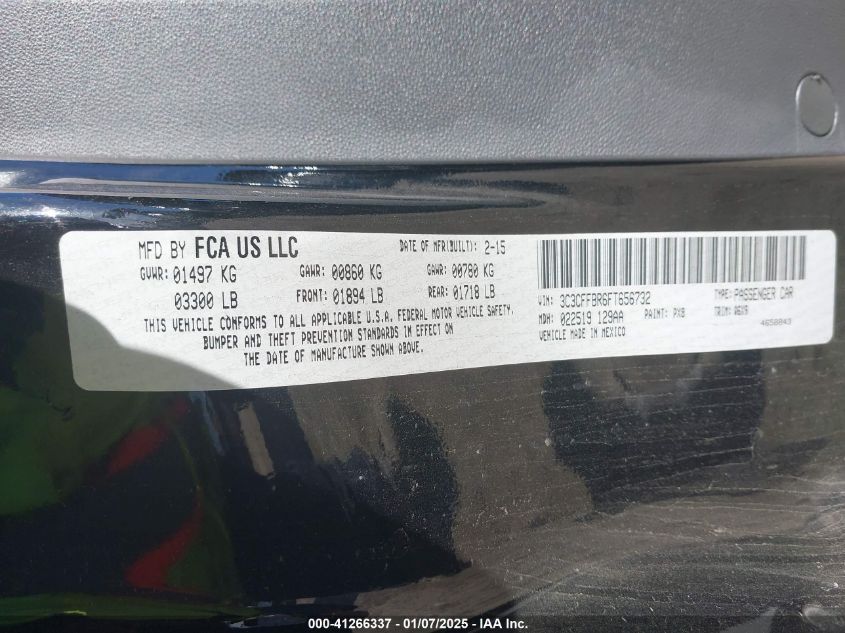 MFD BY FCA US LLC
DATE OF MFR(BUILT): 2-15
GVWR: 01497 KG
GAWR: 00860 KG
GAWR: 00780 KG
03300 LB
FRONT: 01894 LB
REAR: 01718 LB
THIS VEHICLE CONFORMS TO ALL APPLICABLE U.S.A. FEDERAL MOTOR VEHICLE SAFETY,
BUMPER AND THEFT PREVENTION STANDARDS IN EFFECT ON
THE DATE OF MANUFACTURE SHOWN ABOVE.
VIN: 3C3CFFBR6FT656732
TYPE: PASSENGER CAR
MDH: 022519 129AA
PAINT: PX8
TRIM: A6X9
VEHICLE MADE IN MEXICO
4658843
000-41266337 - 01/07/2025 - IAA Inc.